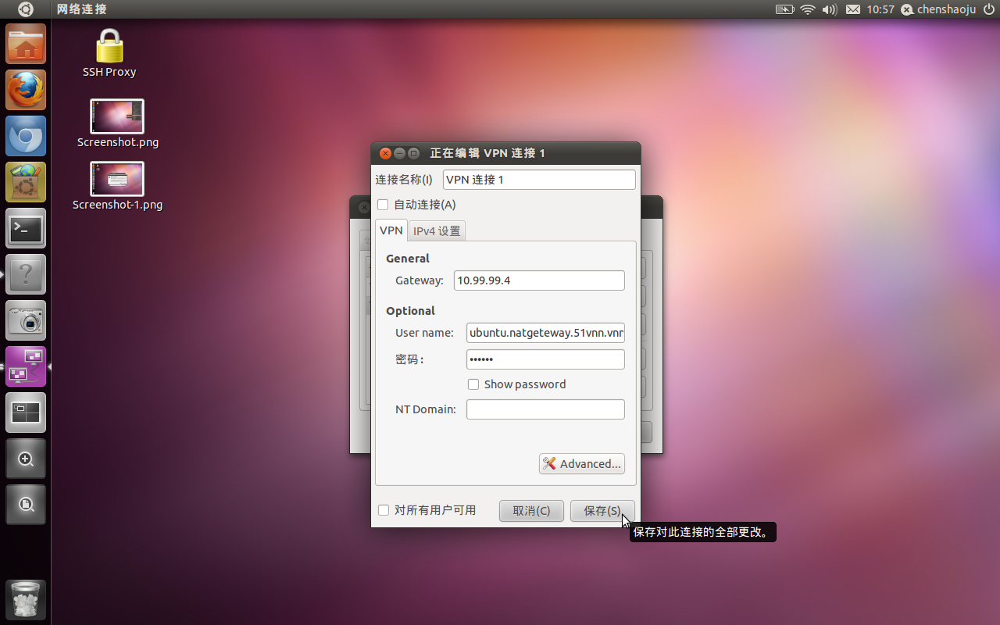 网络连接
10:57
chenshaoju
SSH Proxy
Screenshot.png
Screenshot-1.png
正在编辑 VPN 连接 1
连接名称(I)
VPN 连接 1
自动连接(A)
VPN
IPv4 设置
General
Gateway:
10.99.99.4
Optional
User name:
ubuntu.natgeteway.51vnn.vnn
密码：
••••••
Show password
NT Domain:
Advanced...
对所有用户可用
取消(C)
保存(S)
保存对此连接的全部更改。